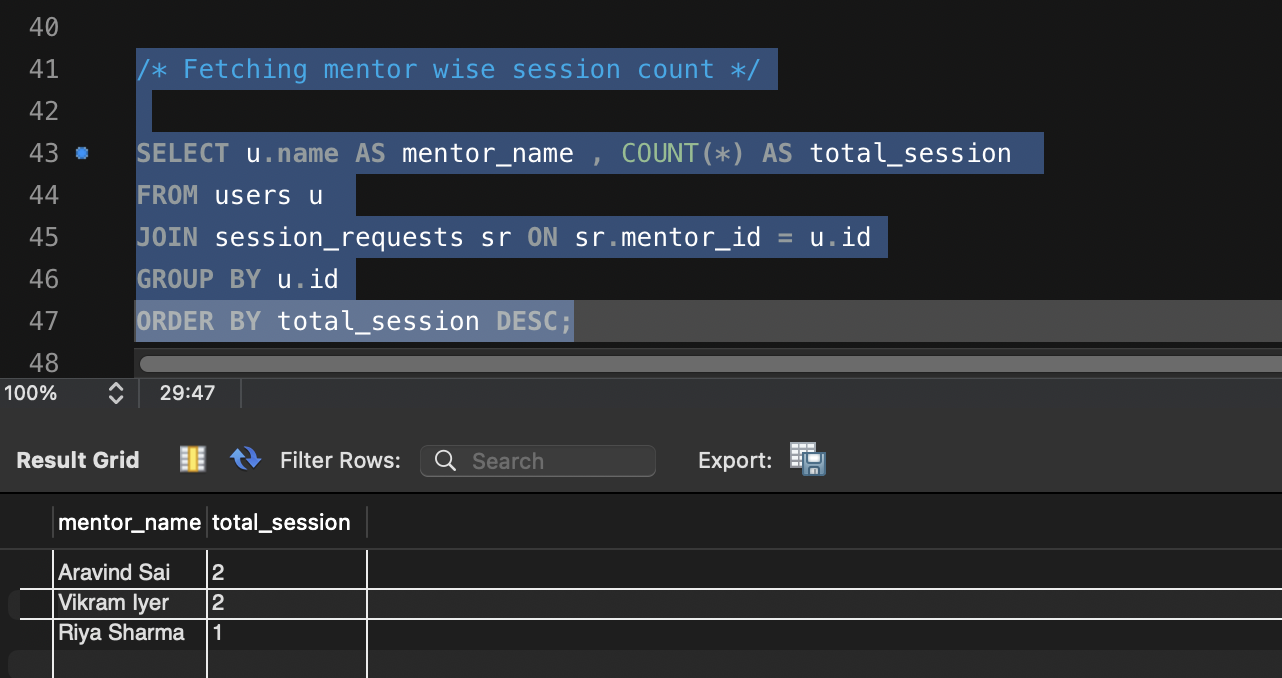 40
41 /* Fetching mentor wise session count */
42
43 SELECT u.name AS mentor_name , COUNT(*) AS total_session
44 FROM users u
45 JOIN session_requests sr ON sr.mentor_id = u.id
46 GROUP BY u.id
47 ORDER BY total_session DESC;
48
100% 29:47
Result Grid Filter Rows: Search Export:
mentor_name total_session
Aravind Sai 2
Vikram Iyer 2
Riya Sharma 1